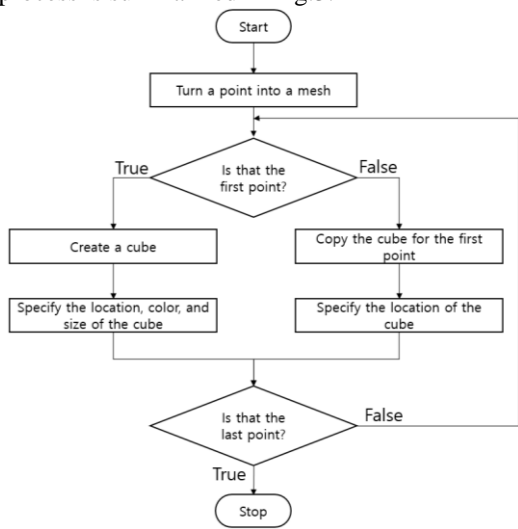 Start
Turn a point into a mesh
Is that the
first point?
True
False
Create a cube
Copy the cube for the first
point
Specify the location, color, and
size of the cube
Specify the location of the
cube
Is that the
last point?
False
True
Stop